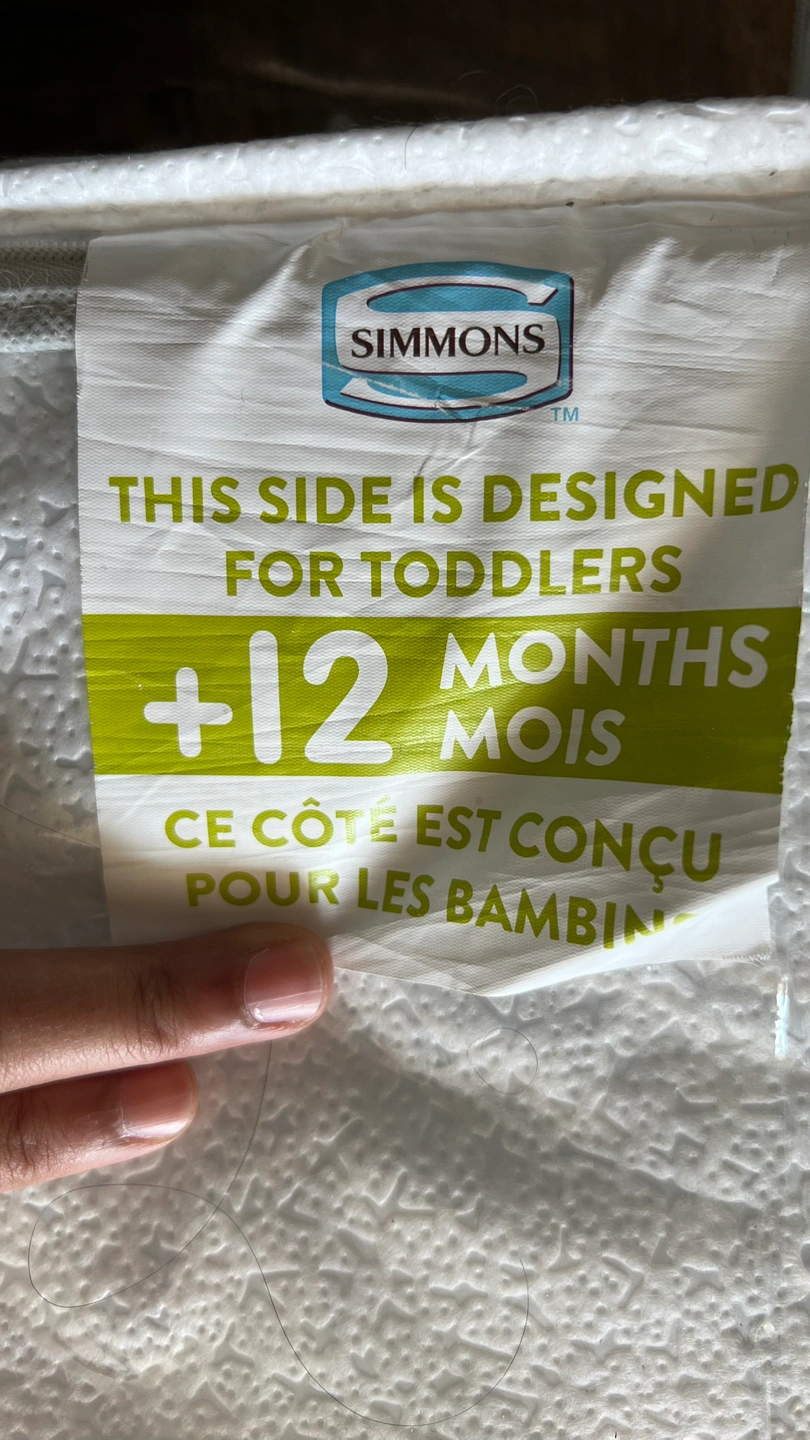 SIMMONS
TM
THIS SIDE IS DESIGNED
FOR TODDLERS
+12 MONTHS
MOIS
CE CÔTÉ EST CONÇU
POUR LES